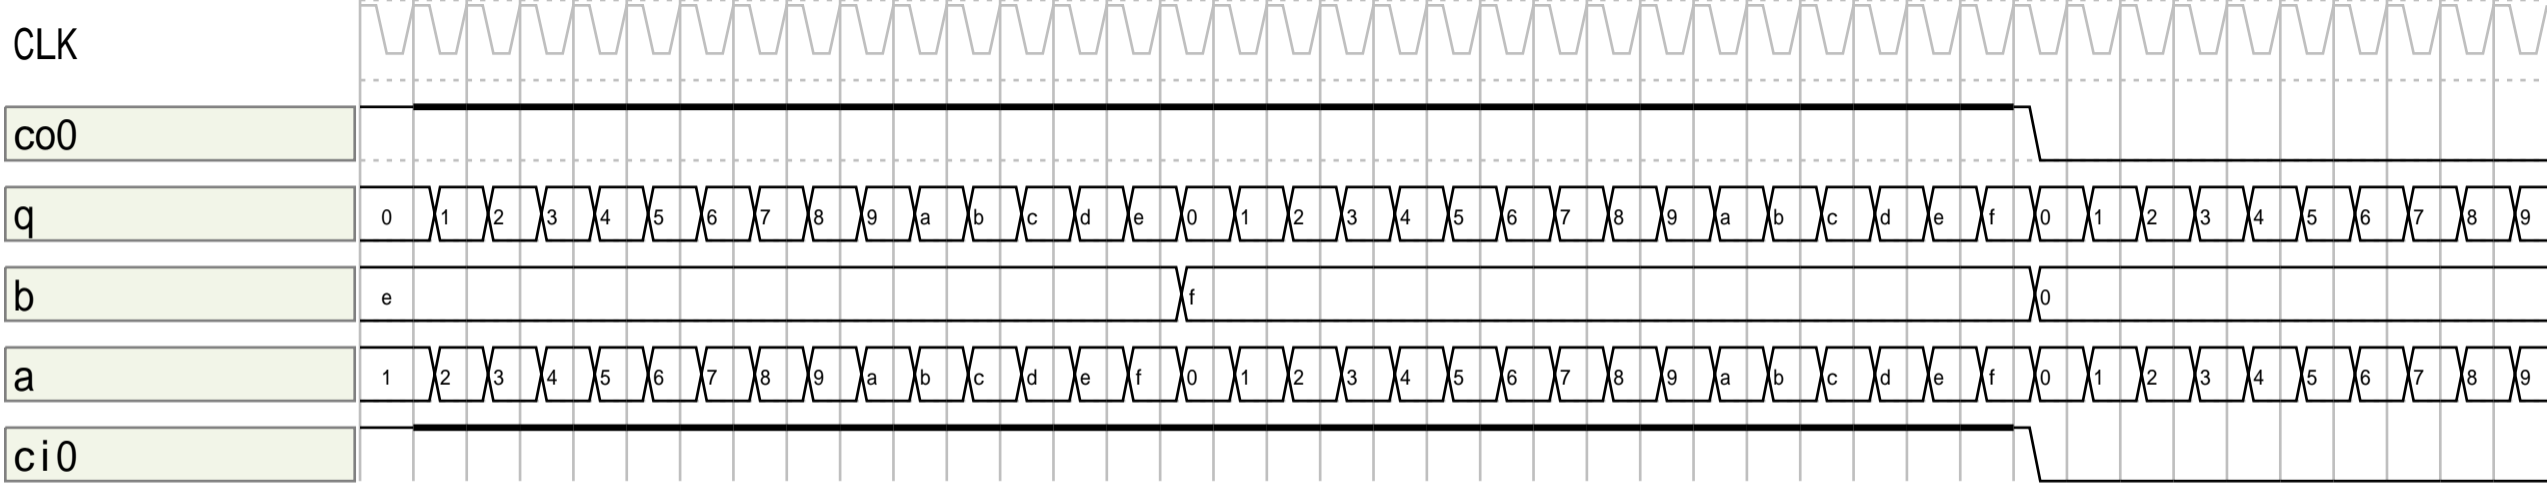 CLK
co0
q 0 1 2 3 4 5 6 7 8 9 a b c d e 0 1 2 3 4 5 6 7 8 9 a b c d e f 0 1 2 3 4 5 6 7 8 9
b e f 0
a 1 2 3 4 5 6 7 8 9 a b c d e f 0 1 2 3 4 5 6 7 8 9 a b c d e f 0 1 2 3 4 5 6 7 8 9
ci0